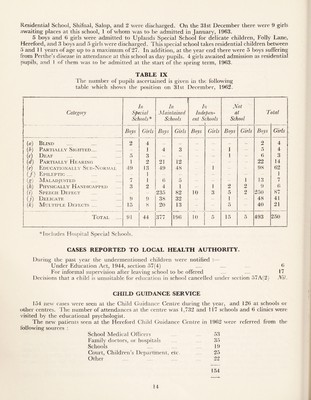 Residential School, Shifnal, Salop, and 2 were discharged. On the 31st December there were 9 girls
awaiting places at this school, 1 of whom was to be admitted in January, 1963.
5 boys and 6 girls were admitted to Uplands Special School for delicate children, Folly Lane,
Hereford, and 3 boys and 5 girls were discharged. This special school takes residential children between
5 and 11 years of age up to a maximum of 27. In addition, at the year end there were 5 boys suffering
from Perthe's disease in attendance at this school as day pupils. 4 girls awaited admission as residential
pupils, and 1 of them was to be admitted at the start of the spring term, 1963.
TABLE IX
The number of pupils ascertained is given in the following
table which shows the position on 31st December, 1962.
Category | In Special Schools* | In Maintained Schools | In Independent Schools | Not at School | Total
Boys Girls | Boys Girls | Boys Girls | Boys Girls | Boys Girls
(a) BLIND 2 4 2 4
(b) PARTIALLY SIGHTED 1 4 3 1 5 4
(c) DEAF 5 3 1 6 3
(d) PARTIALLY HEARING 1 2 21 12 22 14
(e) EDUCATIONALLY SUB-NORMAL 49 13 49 48 1 98 62
(f) EPILEPTIC 1 1
(g) MALADJUSTED 7 1 6 5 1 13 7
(h) PHYSICALLY HANDICAPPED 3 2 4 1 1 2 2 9 6
(i) SPEECH DEFECT 235 82 10 3 5 2 250 87
(j) DELICATE 9 9 38 32 1 48 41
(k) MULTIPLE DEFECTS 15 8 20 13 5 40 21
TOTAL 91 44 377 196 10 5 15 5 493 250
*Includes Hospital Special Schools.
CASES REPORTED TO LOCAL HEALTH AUTHORITY.
During the past year the undermentioned children were notified :—
Under Education Act, 1944, section 57(4) 6
For informal supervision after leaving school to be offered 17
Decisions that a child is unsuitable for education in school cancelled under section 57A(2) Nil.
CHILD GUIDANCE SERVICE
154 new cases were seen at the Child Guidance Centre during the year, and 126 at schools or
other centres. The number of attendances at the centre was 1,732 and 117 schools and 6 clinics were
visited by the educational psychologist.
The new patients seen at the Hereford Child Guidance Centre in 1962 were referred from the
following sources :
School Medical Officers 53
Family doctors, or hospitals 35
Schools 19
Court, Children's Department, etc. 25
Other 22
154
14